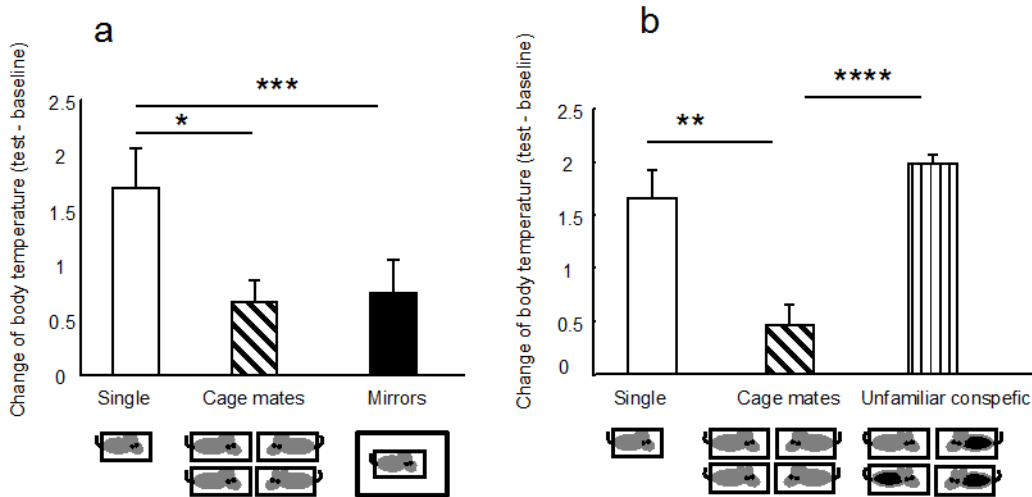 a
Change of body temperature (test - baseline)
***
*
2.5
2
1.5
1
0.5
0
Single Cage mates Mirrors
b
Change of body temperature (test - baseline)
****
**
2.5
2
1.5
1
0.5
0
Single Cage mates Unfamiliar conspefic